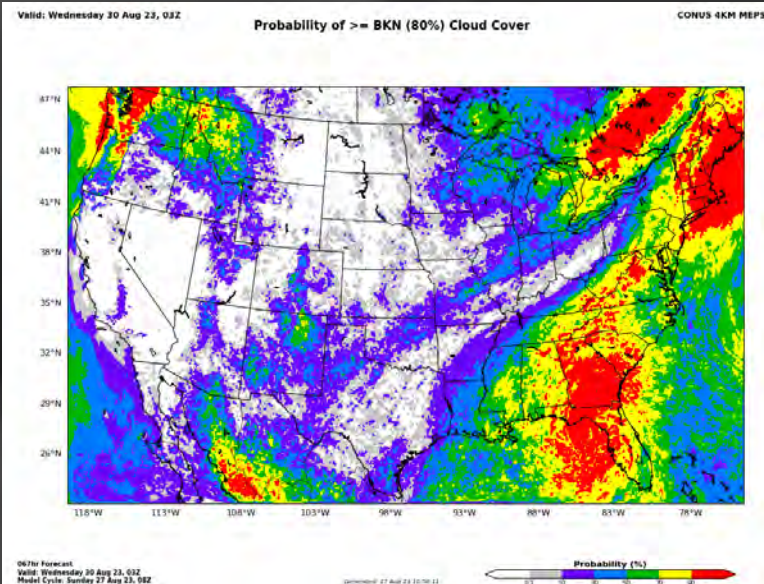 Valid: Wednesday 30 Aug 23, 03Z
CONUS 4KM MEPS
Probability of >= BKN (80%) Cloud Cover
47°N
44°N
41°N
38°N
35°N
32°N
29°N
26°N
118°W 113°W 108°W 103°W 98°W 93°W 88°W 83°W 78°W
067hr Forecast
Valid: Wednesday 30 Aug 23, 03Z
Model Cycle: Sunday 27 Aug 23, 08Z
Probability (%)